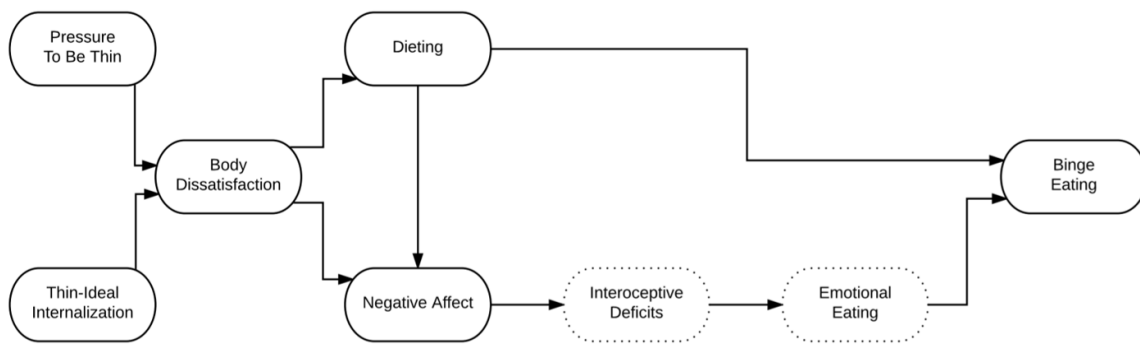 Pressure
To Be Thin
Dieting
Body
Dissatisfaction
Binge
Eating
Thin-Ideal
Internalization
Negative Affect
Interoceptive
Deficits
Emotional
Eating